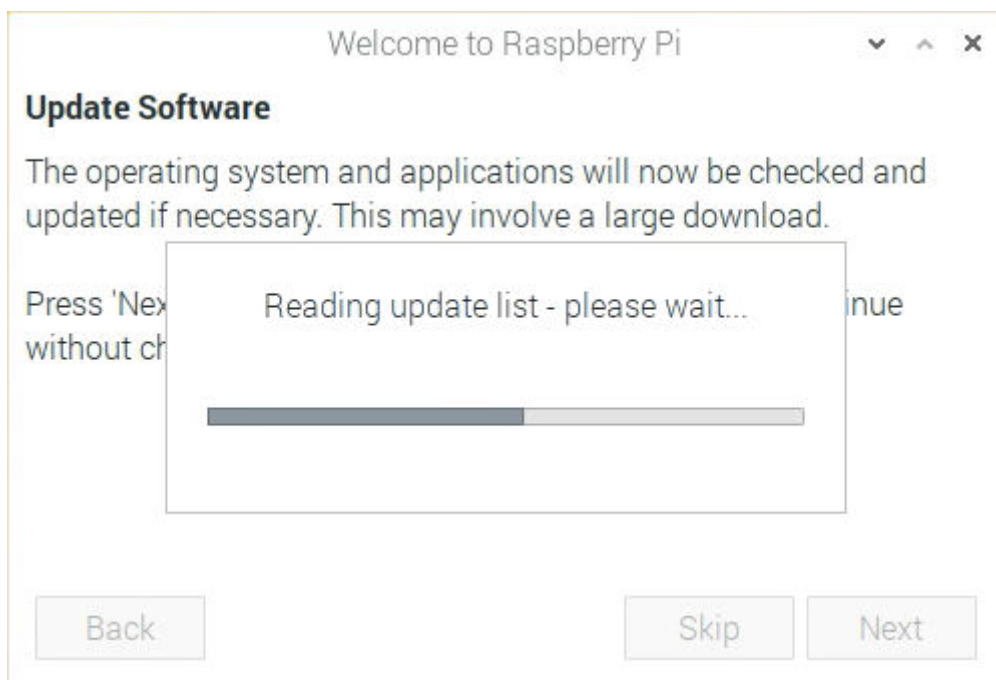 Welcome to Raspberry Pi
Update Software
The operating system and applications will now be checked and
updated if necessary. This may involve a large download.
Press 'Nex inue
without ch
Reading update list - please wait...
Back Skip Next